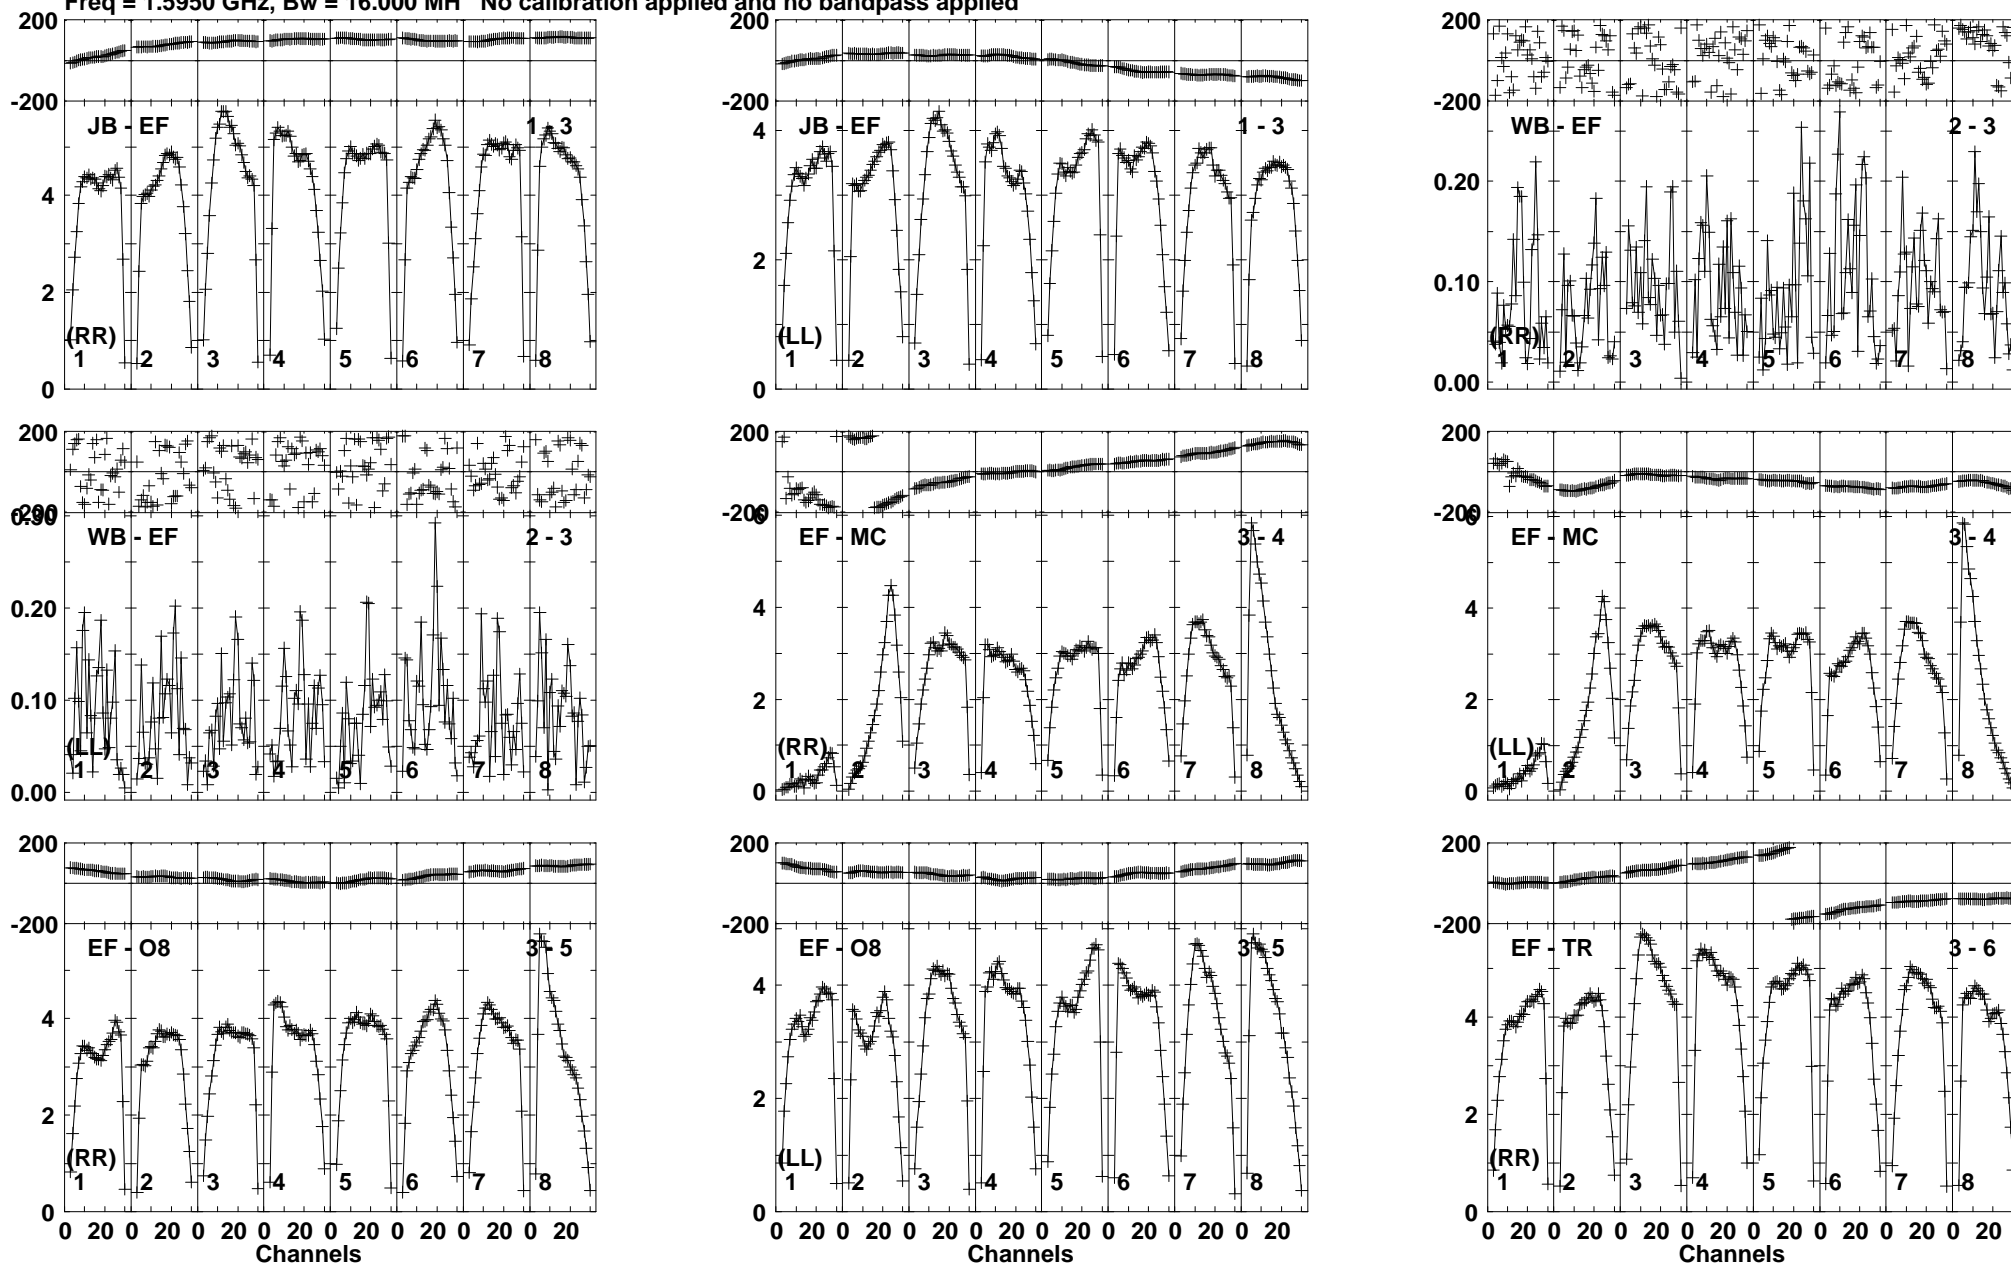 Freq = 1.5950 GHz, Bw = 16.000 MH No calibration applied and no bandpass applied
200 200 200
-200 -200 -200
JB - EF 1 - 3 JB - EF 1 - 3 WB - EF 2 - 3
4 4 0.20
2 2 0.10
(RR) (LL) (RR)
1 2 3 4 5 6 7 8 1 2 3 4 5 6 7 8 1 2 3 4 5 6 7 8
0 0 0.00
200 200 200
-200 -200 -200
0.30 6 6
WB - EF 2 - 3 EF - MC 3 - 4 EF - MC 3 - 4
0.20 4 4
0.10 2 2
(LL) (RR) (LL)
1 2 3 4 5 6 7 8 1 2 3 4 5 6 7 8 1 2 3 4 5 6 7 8
0.00 0 0
200 200 200
-200 -200 -200
EF - O8 3 - 5 EF - O8 3 - 5 EF - TR 3 - 6
4 4 4
2 2 2
(RR) (LL) (RR)
1 2 3 4 5 6 7 8 1 2 3 4 5 6 7 8 1 2 3 4 5 6 7 8
0 0 0
0 20 0 20 0 20 0 20 0 20 0 20 0 20 0 20 0 20 0 20 0 20 0 20 0 20 0 20 0 20 0 20 0 20 0 20 0 20 0 20 0 20 0 20 0 20 0 20
Channels Channels Channels